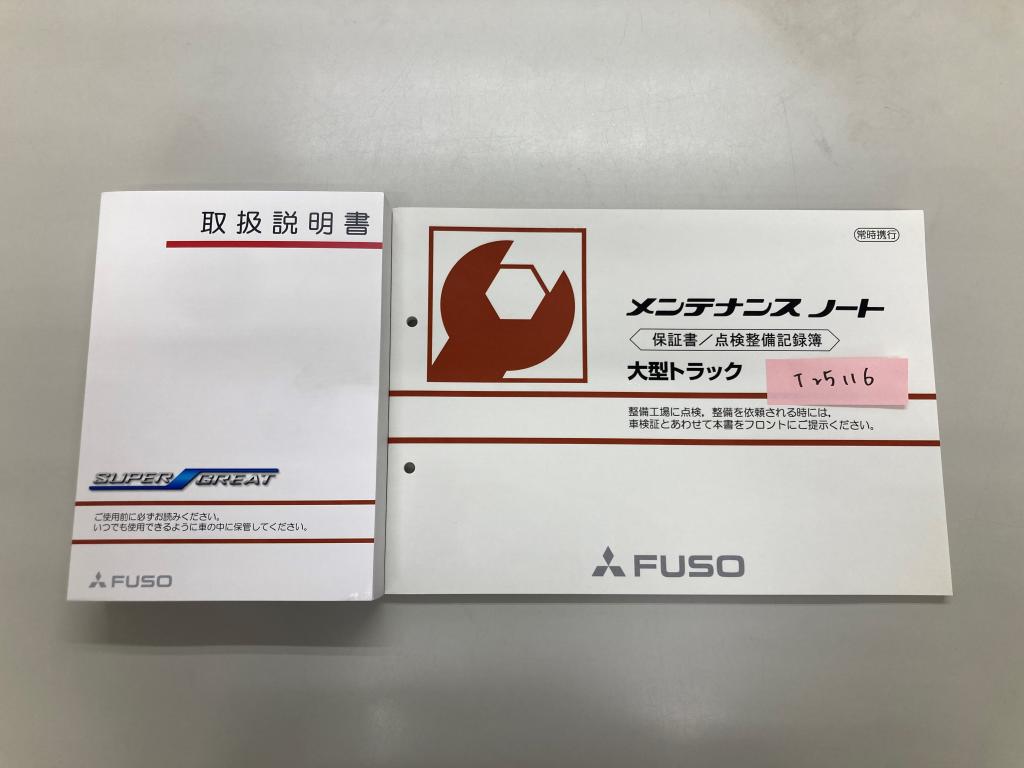 取扱説明書
SUPER GREAT
ご使用前に必ずお読みください。
いつでも使用できるように車の中に保管してください。
FUSO
常時携行
メンテナンス ノート
保証書／点検整備記録簿
大型トラック
T25116
整備工場に点検，整備を依頼される時には，
車検証とあわせて本書をフロントにご提示ください。
FUSO